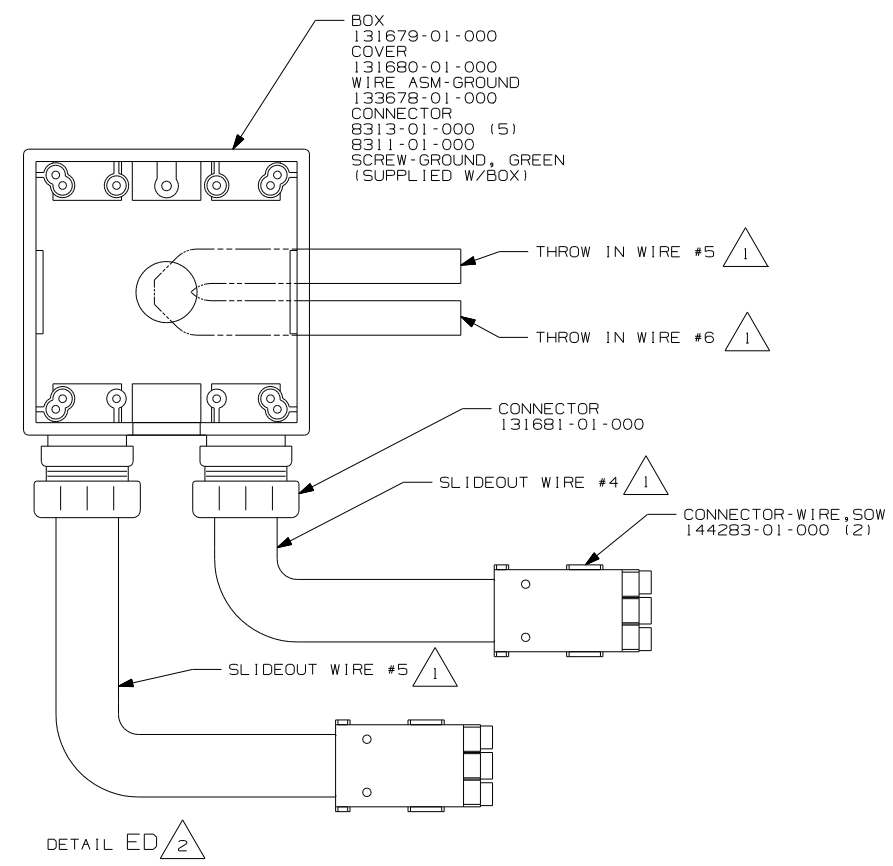 BOX
131679-01-000
COVER
131680-01-000
WIRE ASM-GROUND
133678-01-000
CONNECTOR
8313-01-000 (5)
8311-01-000
SCREW-GROUND, GREEN
(SUPPLIED W/BOX)
THROW IN WIRE #5 1
THROW IN WIRE #6 1
CONNECTOR
131681-01-000
SLIDEOUT WIRE #4 1
CONNECTOR-WIRE,SOW
144283-01-000 (2)
SLIDEOUT WIRE #5 1
DETAIL ED 2